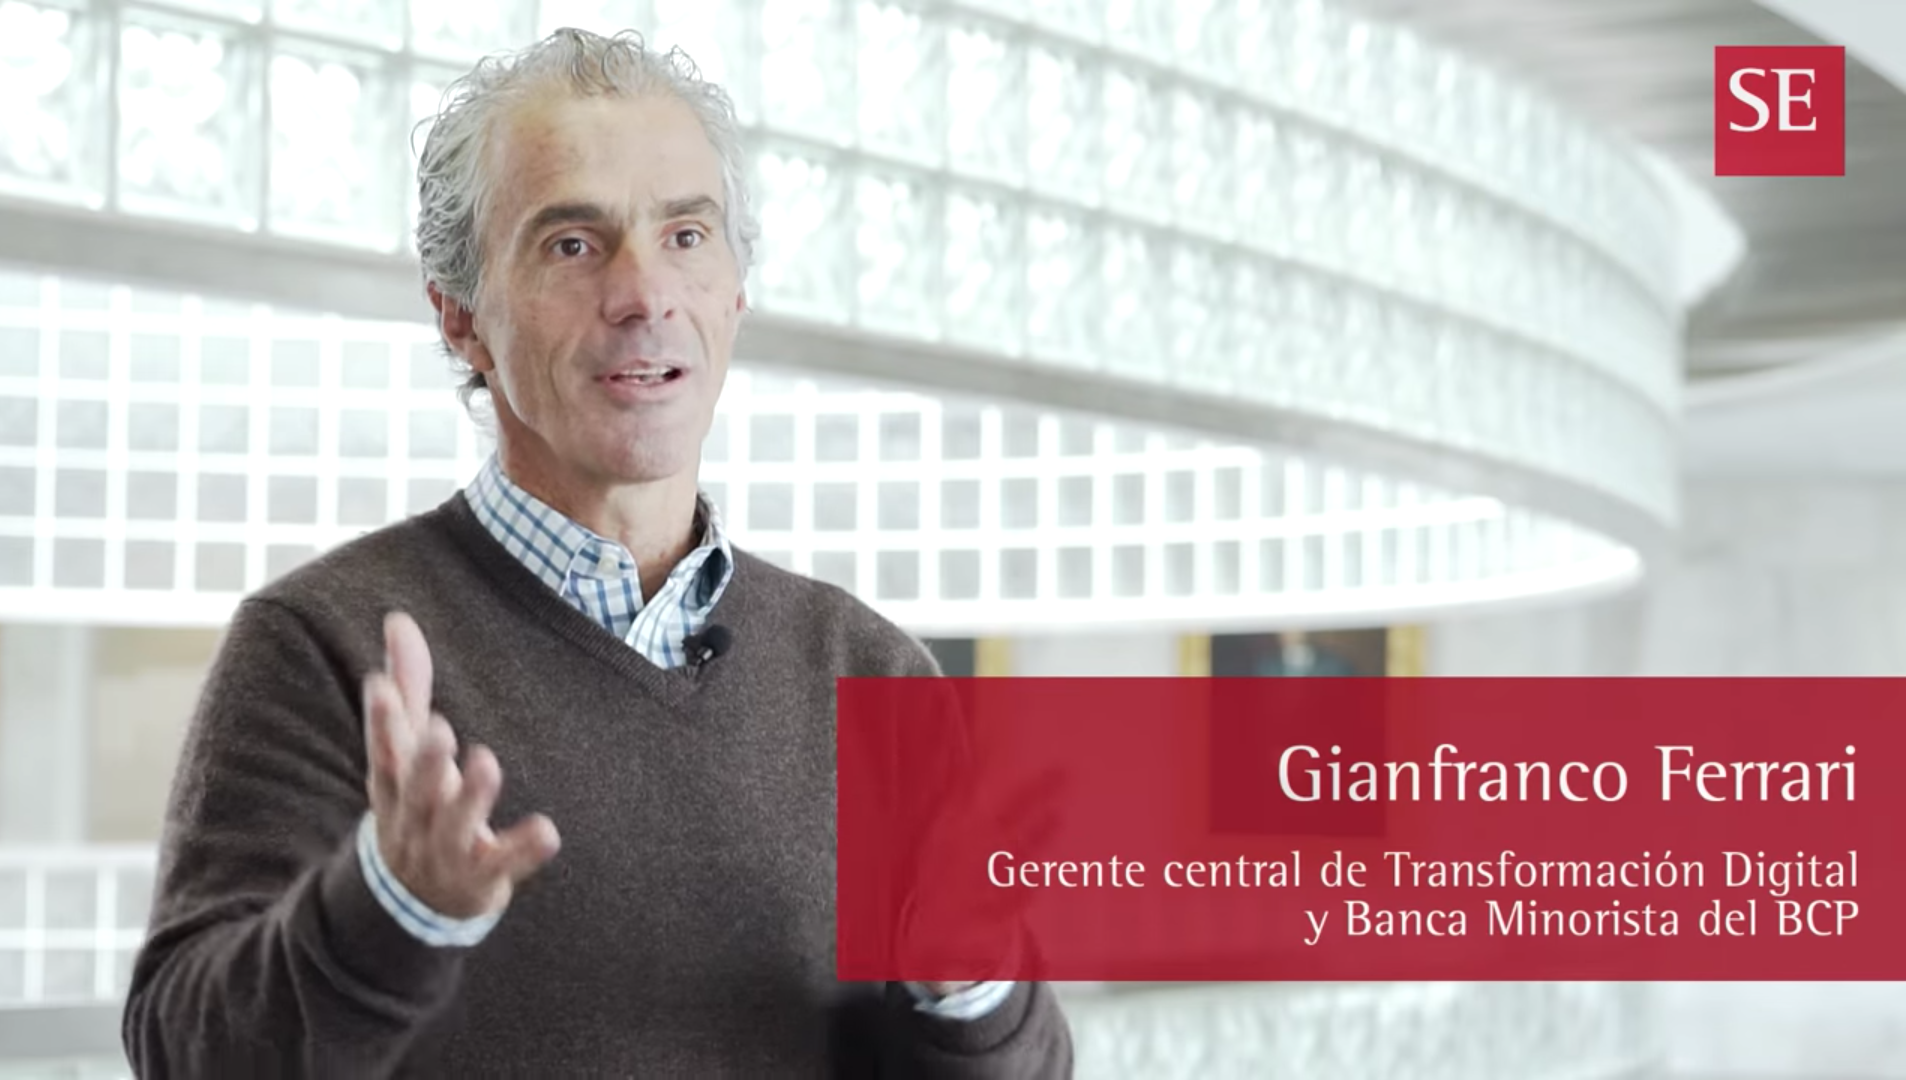 SE
Gianfranco Ferrari
Gerente central de Transformación Digital
y Banca Minorista del BCP